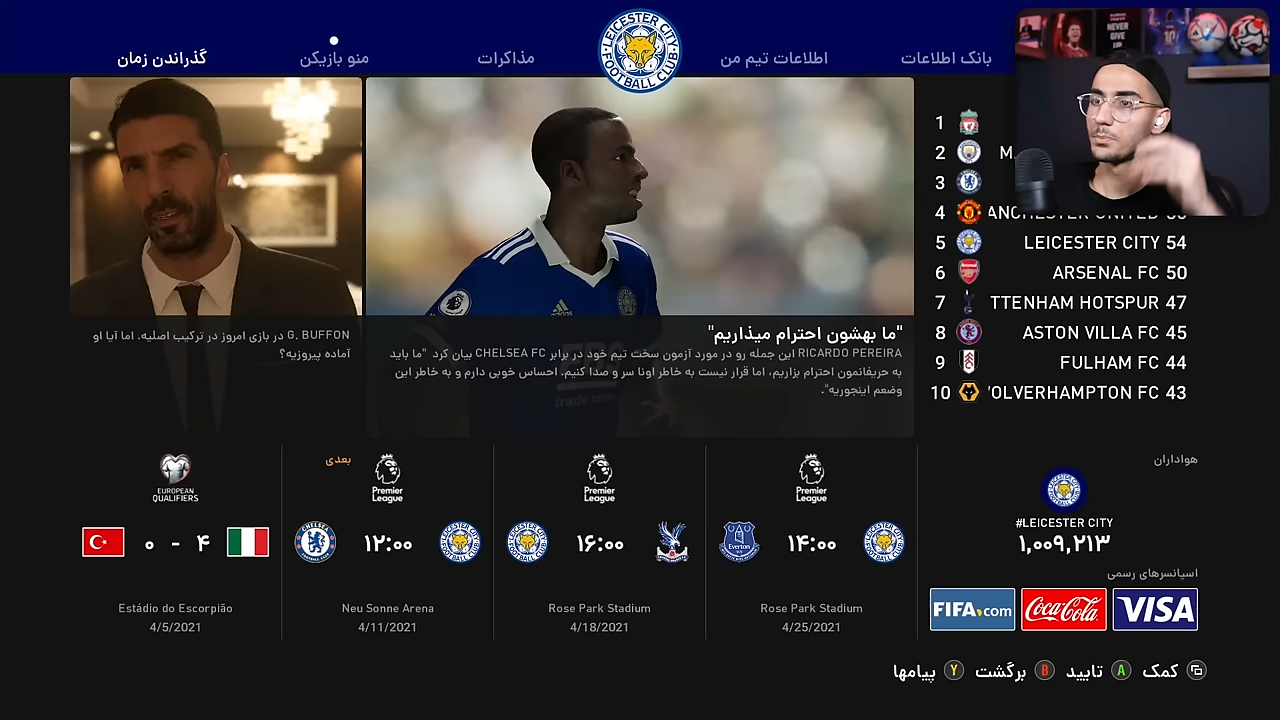 گذراندن زمان
منو بازیکن
مذاکرات
LEICESTER CITY
FOOTBALL CLUB
اطلاعات تیم من
بانک اطلاعات
NEVER
GIVE
UP
G. BUFFON در بازی امروز در ترکیب اصلیه. اما آیا او
آماده پیروزیه؟
"ما بهشون احترام میذاریم"
RICARDO PEREIRA این جمله رو در مورد آزمون سخت تیم خود در برابر CHELSEA FC بیان کرد "ما باید
به حریفانمون احترام بزاریم، اما قرار نیست به خاطر اونا سر و صدا کنیم. احساس خوبی دارم و به خاطر این
وضعم اینجوریه".
1
2 M.
3
4 ANCHESTER UNITED
5 LEICESTER CITY 54
6 ARSENAL FC 50
7 TTENHAM HOTSPUR 47
8 ASTON VILLA FC 45
9 FULHAM FC 44
10 'OLVERHAMPTON FC 43
EUROPEAN
QUALIFIERS
۰ - ۴
Estádio do Escorpião
4/5/2021
بعدی
Premier
League
۱۲:۰۰
Neu Sonne Arena
4/11/2021
Premier
League
۱۶:۰۰
Rose Park Stadium
4/18/2021
Premier
League
Everton
۱۴:۰۰
Rose Park Stadium
4/25/2021
هواداران
#LEICESTER CITY
۱,۰۰۹,۲۱۳
اسپانسرهای رسمی
FIFA.com
Coca-Cola
VISA
کمک
A تایید
B برگشت
Y پیامها